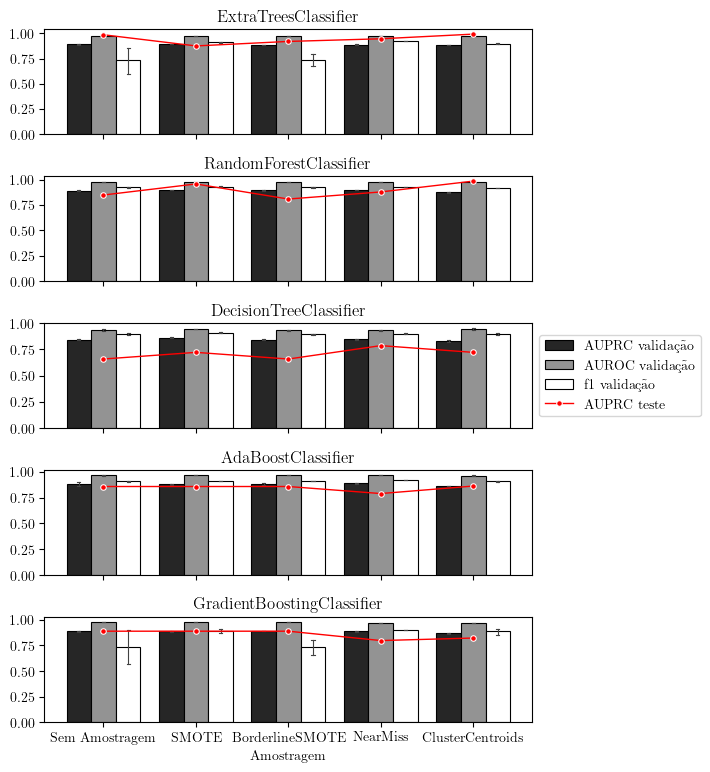 ExtraTreesClassifier
1.00
0.75
0.50
0.25
0.00
RandomForestClassifier
1.00
0.75
0.50
0.25
0.00
DecisionTreeClassifier
1.00
0.75
0.50
0.25
0.00
AUPRC validação
AUROC validação
f1 validação
AUPRC teste
AdaBoostClassifier
1.00
0.75
0.50
0.25
0.00
GradientBoostingClassifier
1.00
0.75
0.50
0.25
0.00
Sem Amostragem SMOTE BorderlineSMOTE NearMiss ClusterCentroids
Amostragem